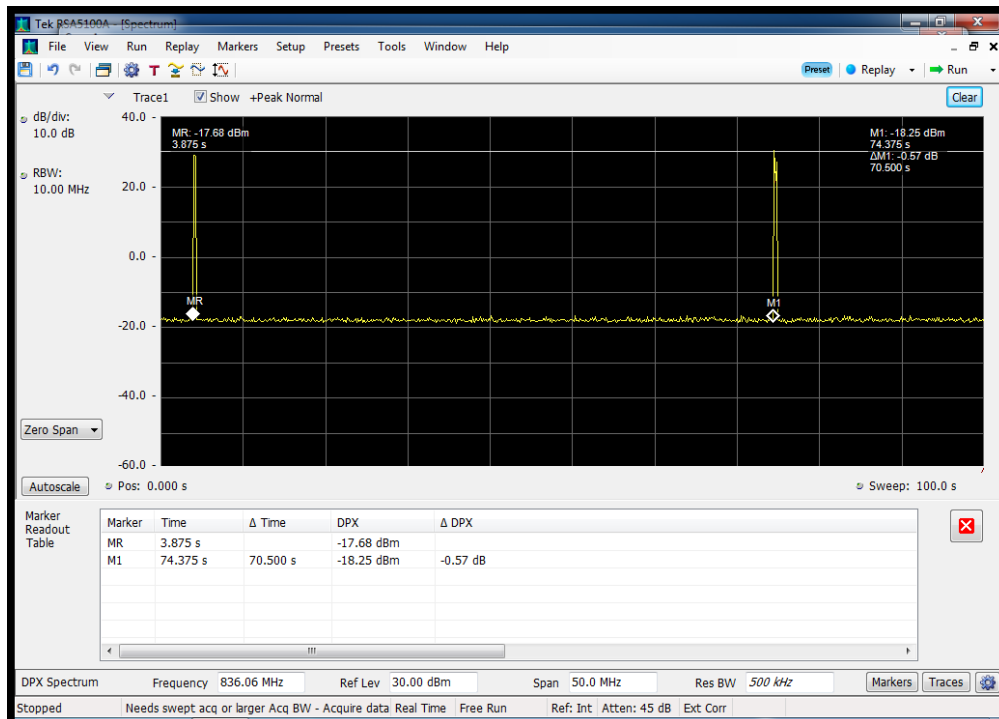 Tek RSA5100A - [Spectrum]
File View Run Replay Markers Setup Presets Tools Window Help
T
Preset Replay Run
Trace1 Show +Peak Normal Clear
dB/div:
10.0 dB
RBW:
10.00 MHz
40.0
20.0
0.0
-20.0
-40.0
-60.0
MR: -17.68 dBm
3.875 s
M1: -18.25 dBm
74.375 s
ΔM1: -0.57 dB
70.500 s
MR
M1
Zero Span
Autoscale Pos: 0.000 s Sweep: 100.0 s
Marker
Readout
Table
Marker Time Δ Time DPX Δ DPX
MR 3.875 s -17.68 dBm
M1 74.375 s 70.500 s -18.25 dBm -0.57 dB
DPX Spectrum Frequency 836.06 MHz Ref Lev 30.00 dBm Span 50.0 MHz Res BW 500 kHz Markers Traces
Stopped Needs swept acq or larger Acq BW - Acquire data Real Time Free Run Ref: Int Atten: 45 dB Ext Corr